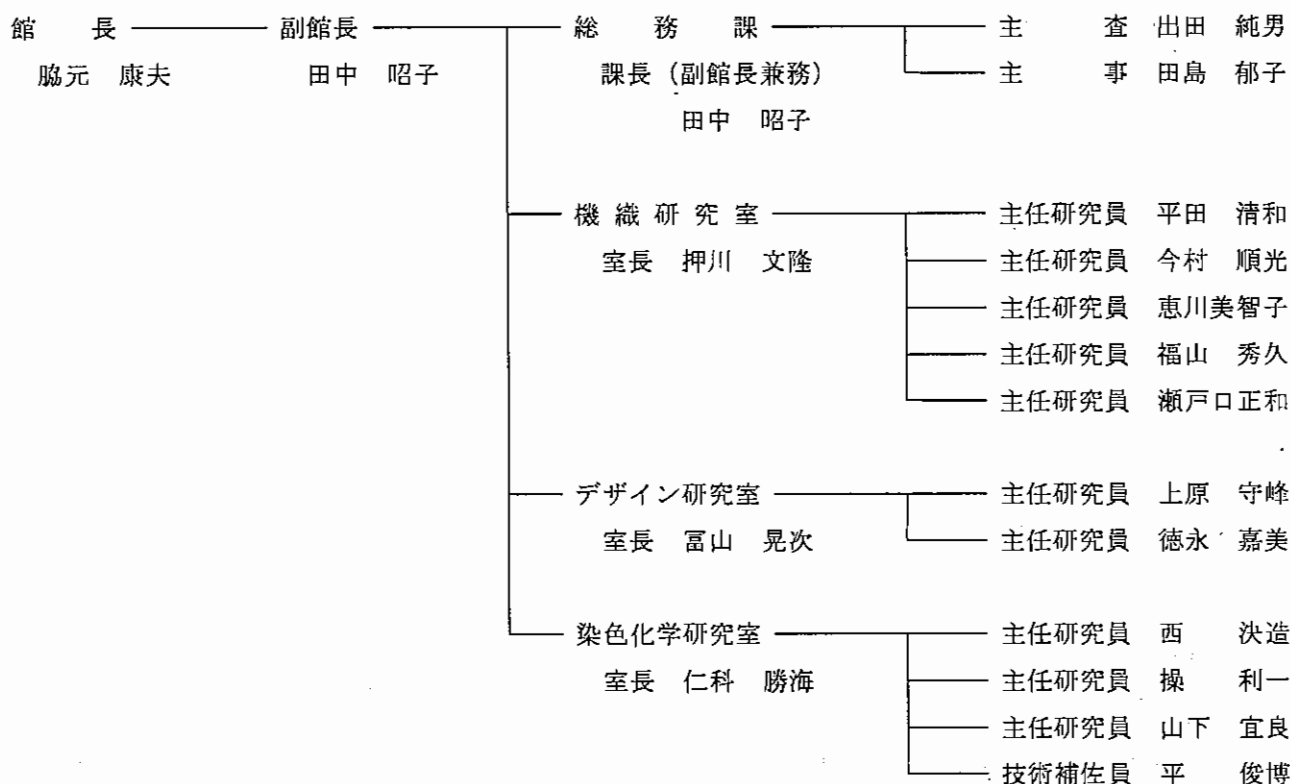 館長 副館長 総務課 主査 出田 純男
脇元 康夫 田中 昭子 課長(副館長兼務) 主事 田島 郁子
田中 昭子
機織研究室 主任研究員 平田 清和
室長 押川 文隆 主任研究員 今村 順光
主任研究員 恵川美智子
主任研究員 福山 秀久
主任研究員 瀬戸口正和
デザイン研究室 主任研究員 上原 守峰
室長 冨山 晃次 主任研究員 徳永 嘉美
染色化学研究室 主任研究員 西 決造
室長 仁科 勝海 主任研究員 操 利一
主任研究員 山下 宜良
技術補佐員 平 俊博